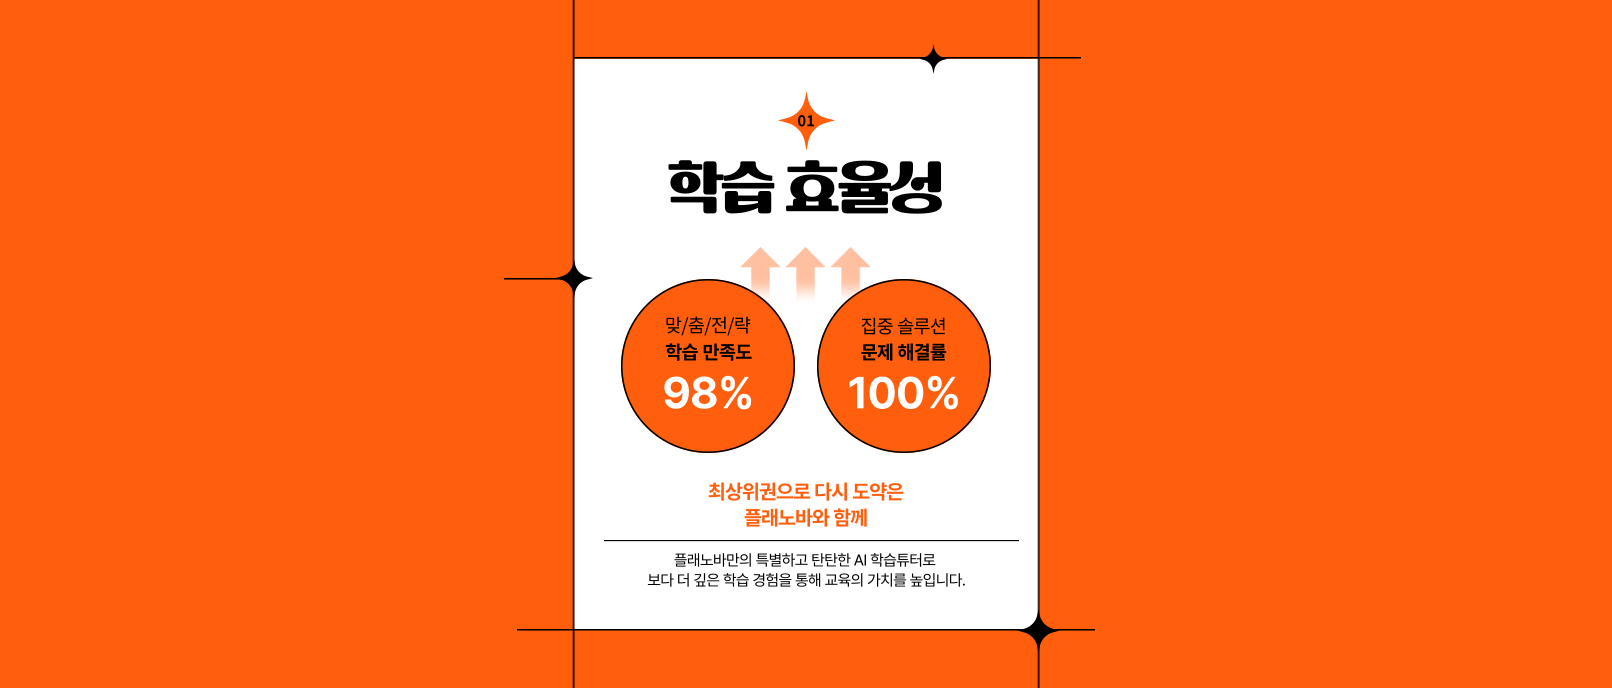 01
학습 효율성
맞/춤/전/략
학습 만족도
98%
집중 솔루션
문제 해결률
100%
최상위권으로 다시 도약은
플래노바와 함께
플래노바만의 특별하고 탄탄한 AI 학습튜터로
보다 더 깊은 학습 경험을 통해 교육의 가치를 높입니다.